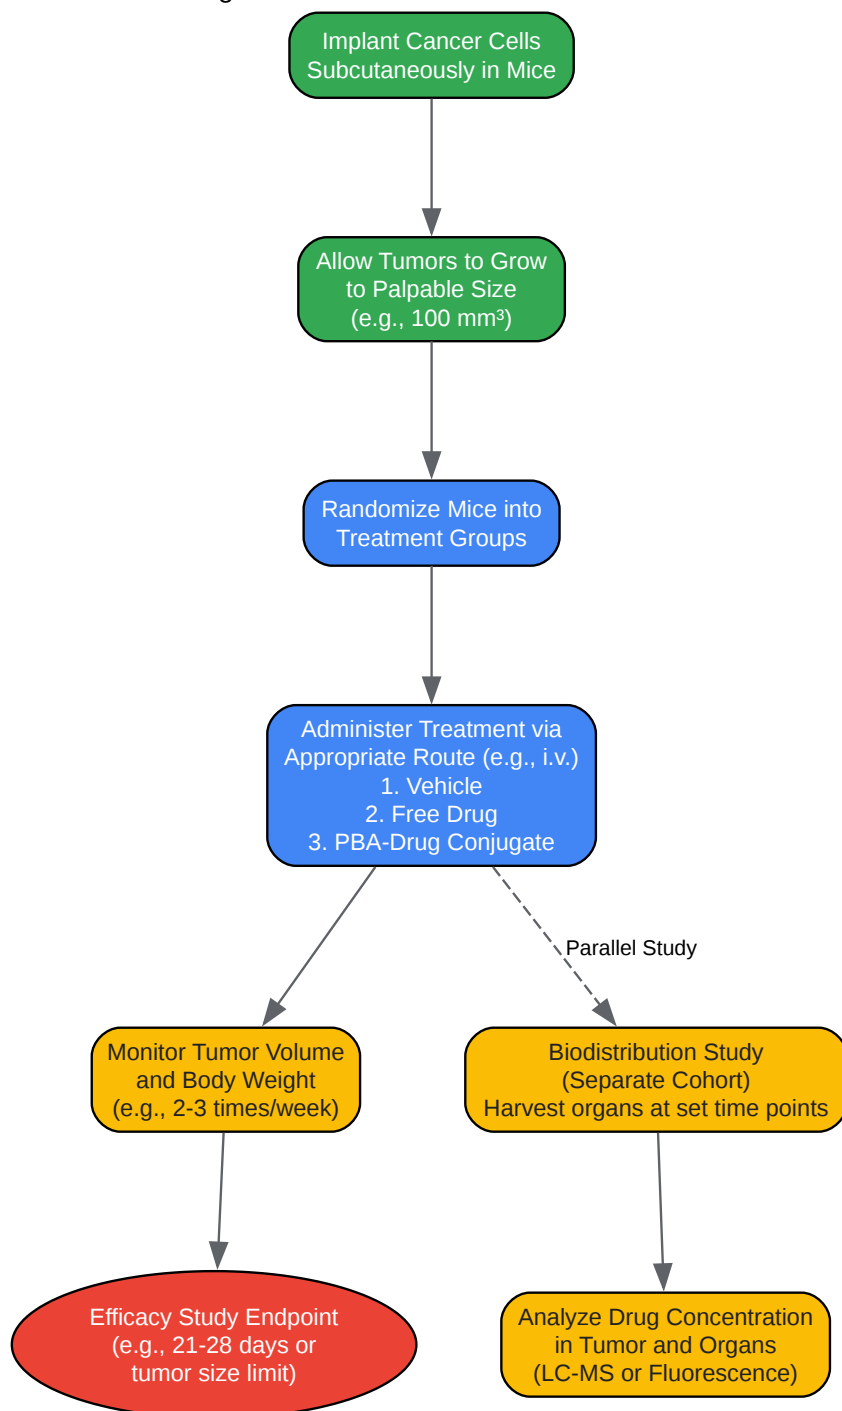 Implant Cancer Cells
Subcutaneously in Mice
Allow Tumors to Grow
to Palpable Size
(e.g., 100 mm³)
Randomize Mice into
Treatment Groups
Administer Treatment via
Appropriate Route (e.g., i.v.)
1. Vehicle
2. Free Drug
3. PBA-Drug Conjugate
Parallel Study
Monitor Tumor Volume
and Body Weight
(e.g., 2-3 times/week)
Biodistribution Study
(Separate Cohort)
Harvest organs at set time points
Efficacy Study Endpoint
(e.g., 21-28 days or
tumor size limit)
Analyze Drug Concentration
in Tumor and Organs
(LC-MS or Fluorescence)